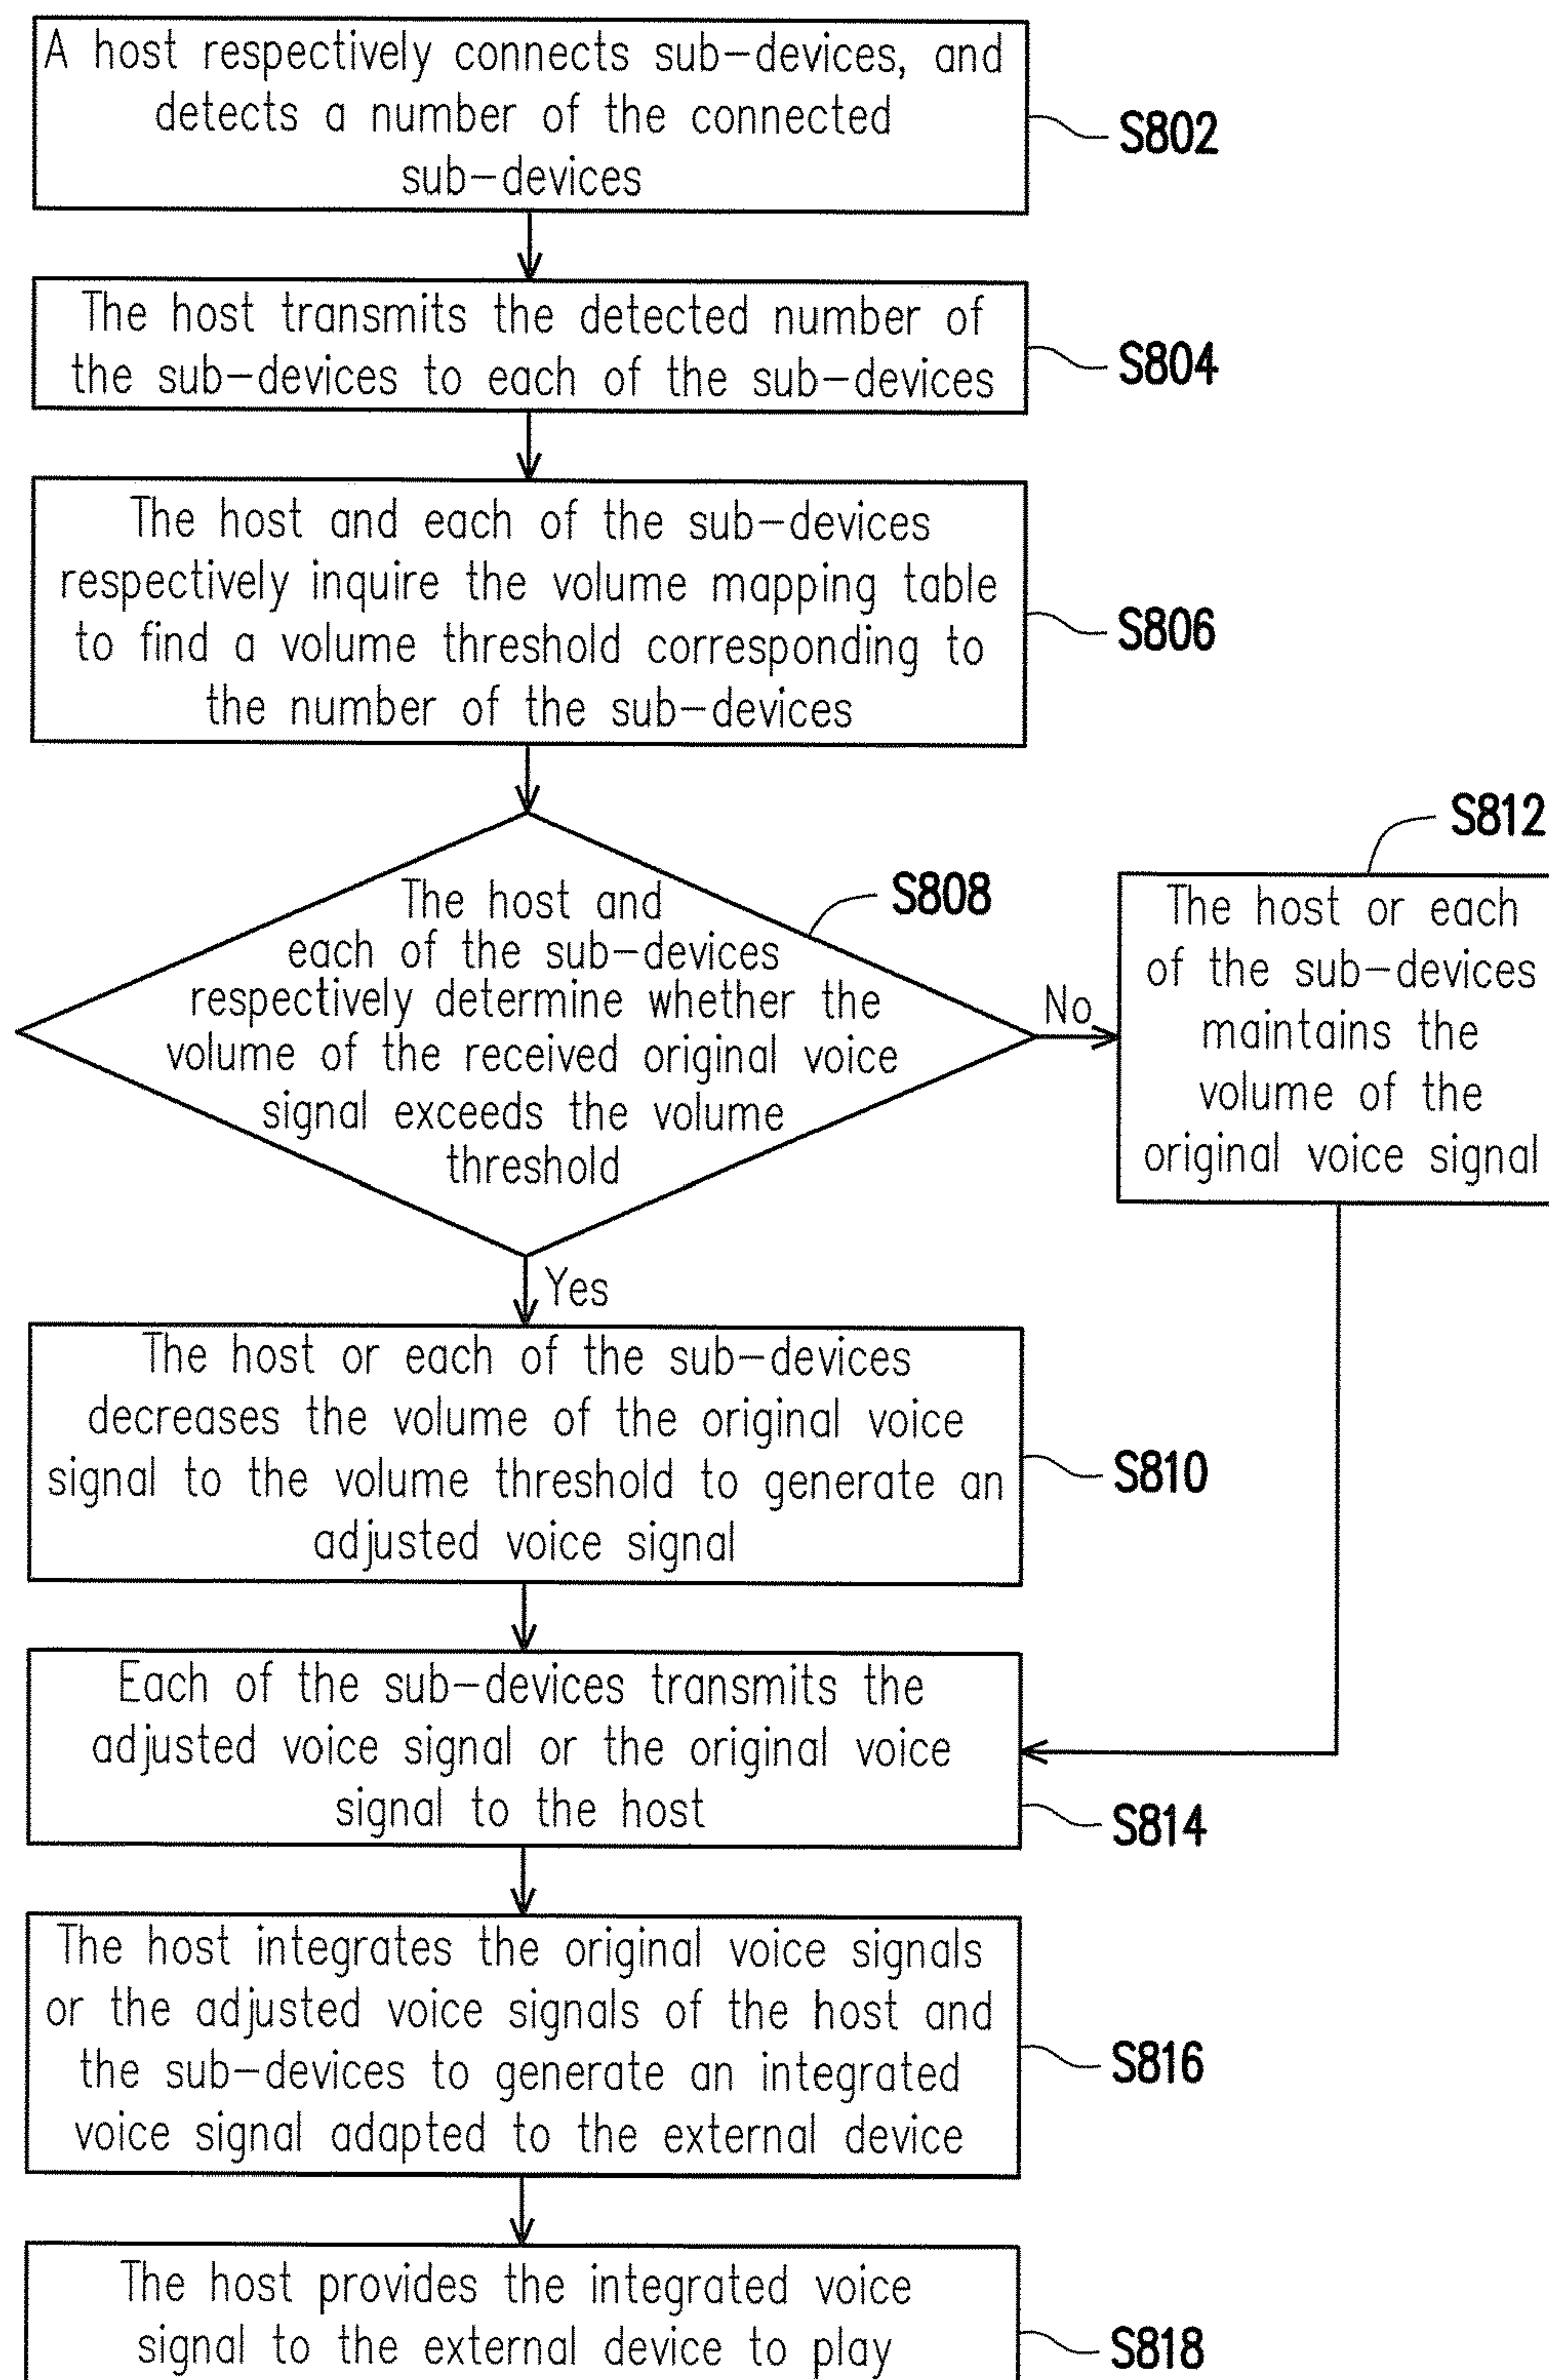 A host respectively connects sub-devices, and
detects a number of the connected
sub-devices
S802
The host transmits the detected number of
the sub-devices to each of the sub-devices
S804
The host and each of the sub-devices
respectively inquire the volume mapping table
to find a volume threshold corresponding to
the number of the sub-devices
S806
The host and
each of the sub-devices
respectively determine whether the
volume of the received original voice
signal exceeds the volume
threshold
S808
No
S812
The host or each
of the sub-devices
maintains the
volume of the
original voice signal
Yes
The host or each of the sub-devices
decreases the volume of the original voice
signal to the volume threshold to generate an
adjusted voice signal
S810
Each of the sub-devices transmits the
adjusted voice signal or the original voice
signal to the host
S814
The host integrates the original voice signals
or the adjusted voice signals of the host and
the sub-devices to generate an integrated
voice signal adapted to the external device
S816
The host provides the integrated voice
signal to the external device to play
S818